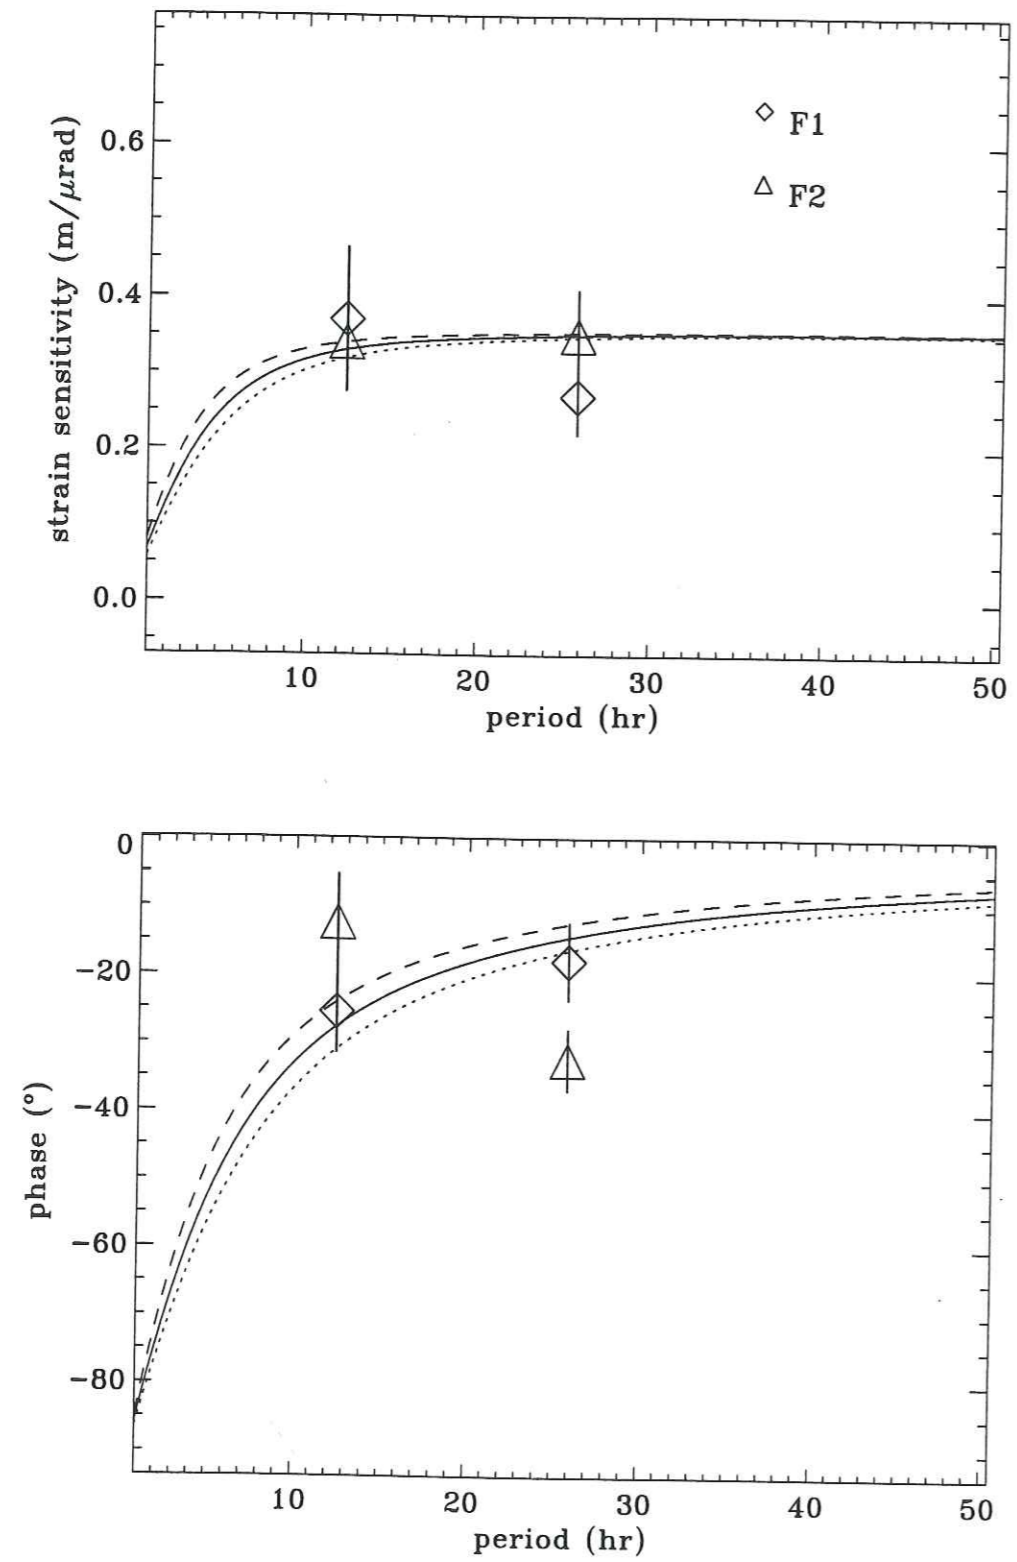 F1
F2
0.6
0.4
0.2
0.0
strain sensitivity (m/μrad)
10 20 30 40 50
period (hr)
0
−20
−40
−60
−80
phase (°)
10 20 30 40 50
period (hr)